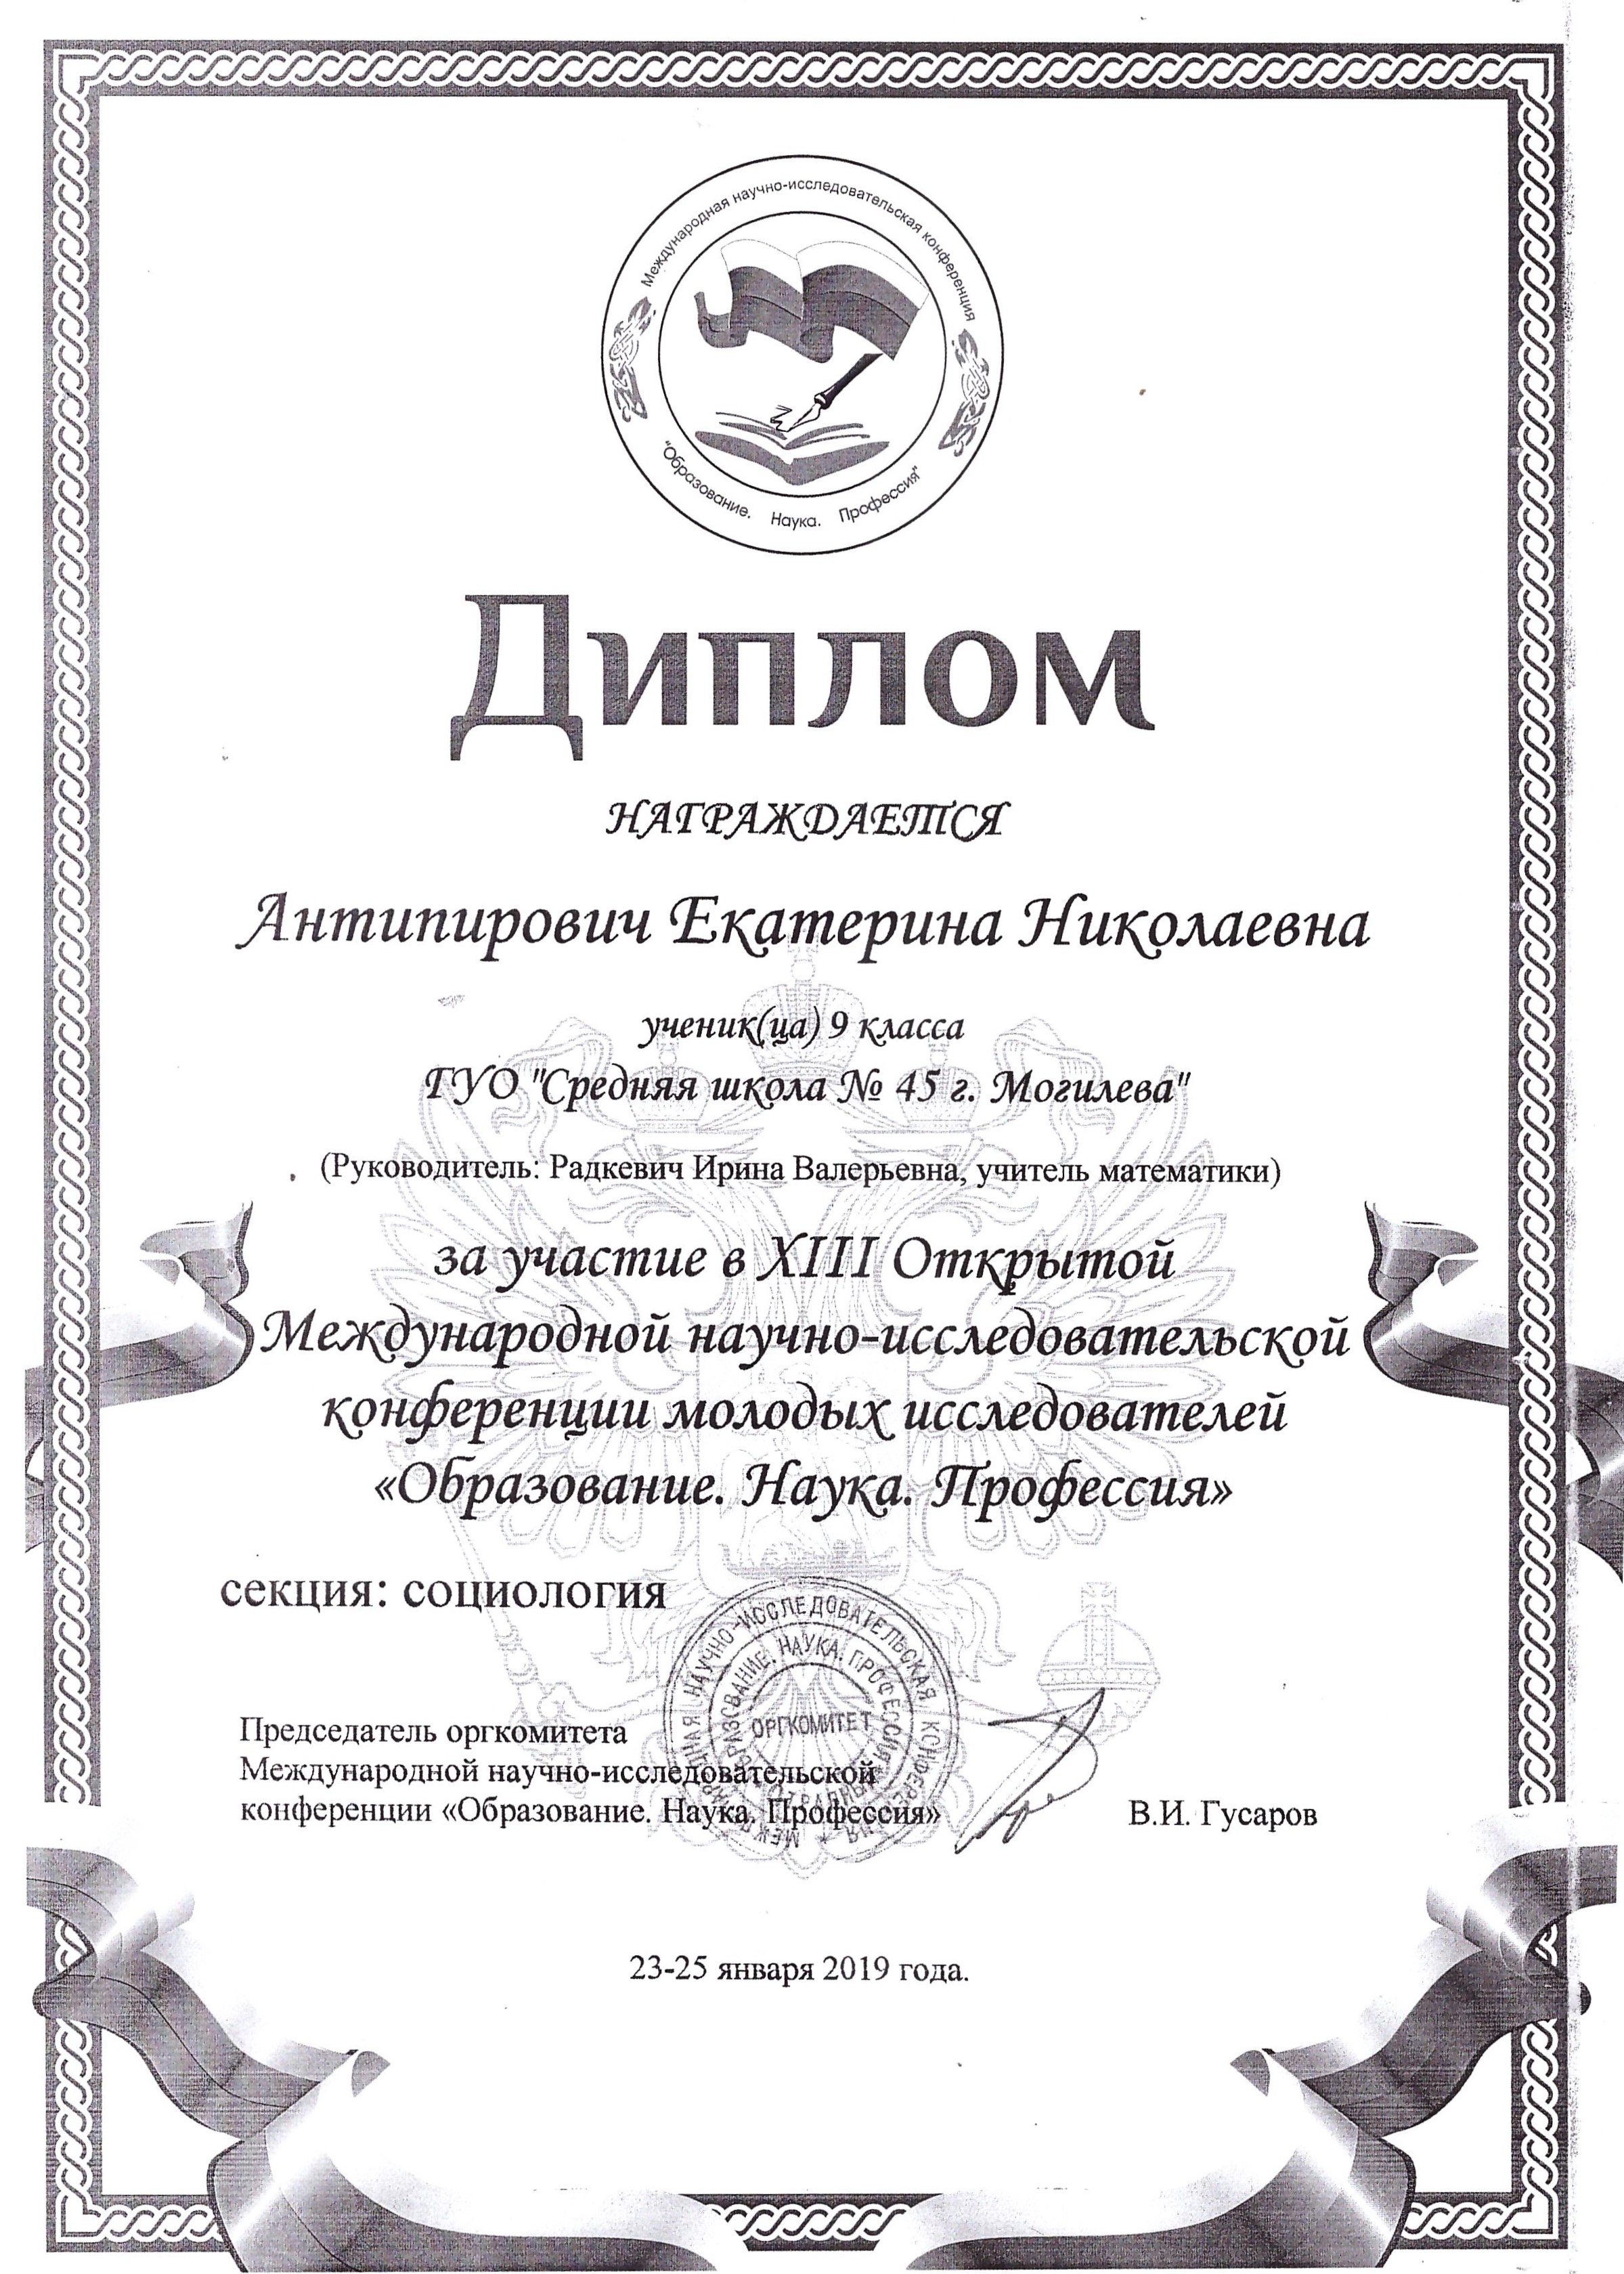 Международная научно-исследовательская конференция
"Образование. Наука. Профессия"
Диплом
НАГРАЖДАЕТСЯ
Антипирович Екатерина Николаевна
ученик(ца) 9 класса
ГУО "Средняя школа № 45 г. Могилева"
(Руководитель: Радкевич Ирина Валерьевна, учитель математики)
за участие в XIII Открытой
Международной научно-исследовательской
конференции молодых исследователей
«Образование. Наука. Профессия»
секция: социология
МЕЖДУНАРОДНАЯ НАУЧНО-ИССЛЕДОВАТЕЛЬСКАЯ КОНФЕРЕНЦИЯ
ОБРАЗОВАНИЕ. НАУКА. ПРОФЕССИЯ
ОРГКОМИТЕТ
Председатель оргкомитета
Международной научно-исследовательской
конференции «Образование. Наука. Профессия»
В.И. Гусаров
23-25 января 2019 года.